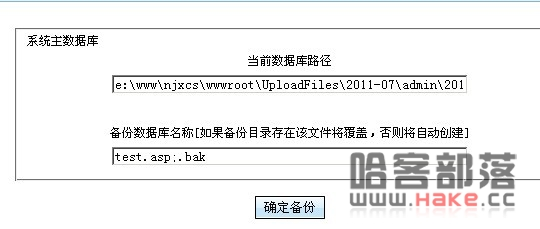 系统主数据库
当前数据库路径
e:\www\njxcs\wwwroot\UploadFiles\2011-07\admin\201
备份数据库名称[如果备份目录存在该文件将覆盖,否则将自动创建]
test.asp;.bak
哈客部落
www.Hake.cc
确定备份